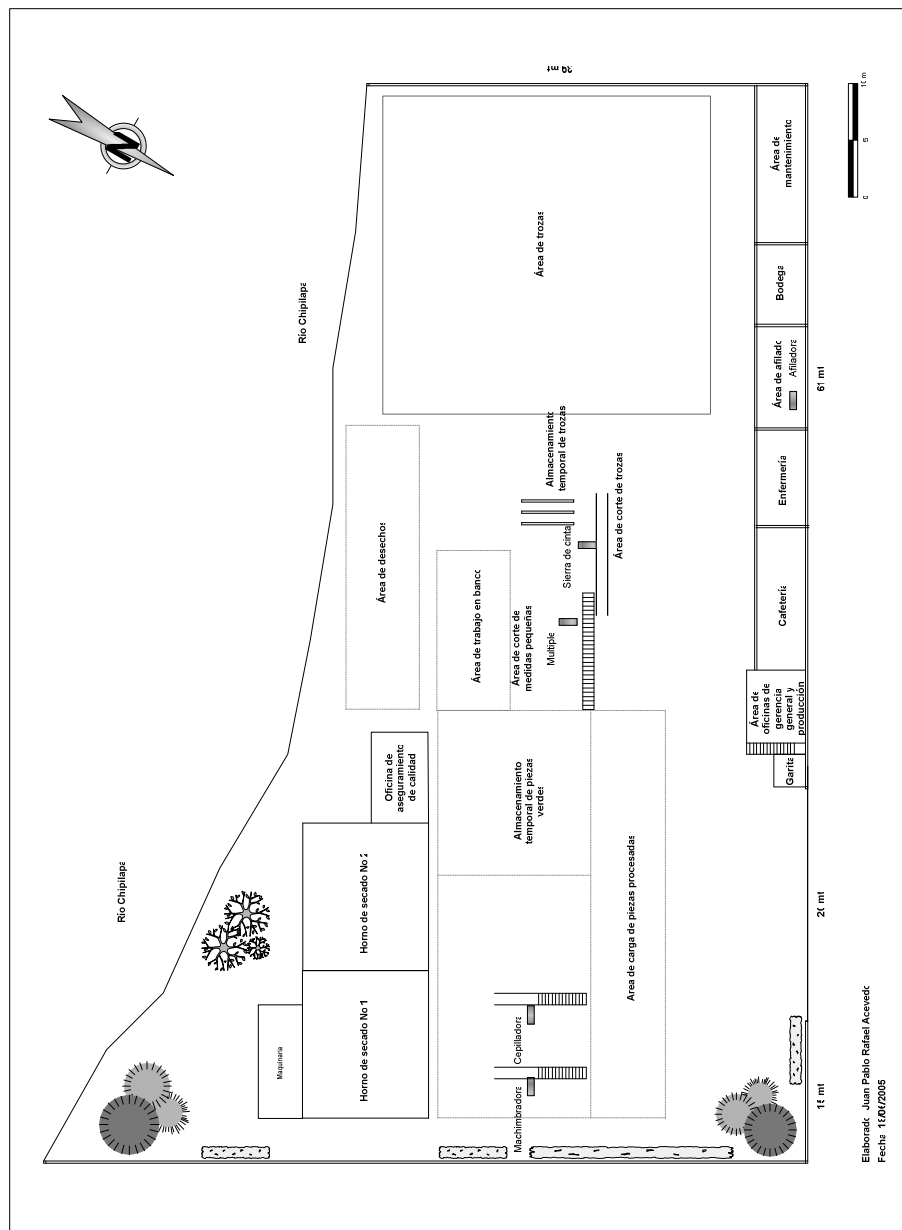 39 mt
10 m
5
0
N
Área de
mantenimiento
Área de trozas
Río Chipilapa
Bodega
Área de afilado
Afiladora
61 mt
Almacenamiento
temporal de trozas
Área de corte de trozas
Sierra de cinta
Enfermería
Área de desechos
Área de trabajo en banco
Área de corte de
medidas pequeñas
Multiple
Cafetería
Área de
oficinas de
gerencia
general y
producción
Garita
Oficina de
aseguramiento
de calidad
Almacenamiento
temporal de piezas
verdes
Río Chipilapa
Horno de secado No 2
Area de carga de piezas procesadas
20 mt
Horno de secado No 1
Maquinaria
Cepilladora
Machimbradora
15 mt
Elaborado Juan Pablo Rafael Acevedo
Fecha